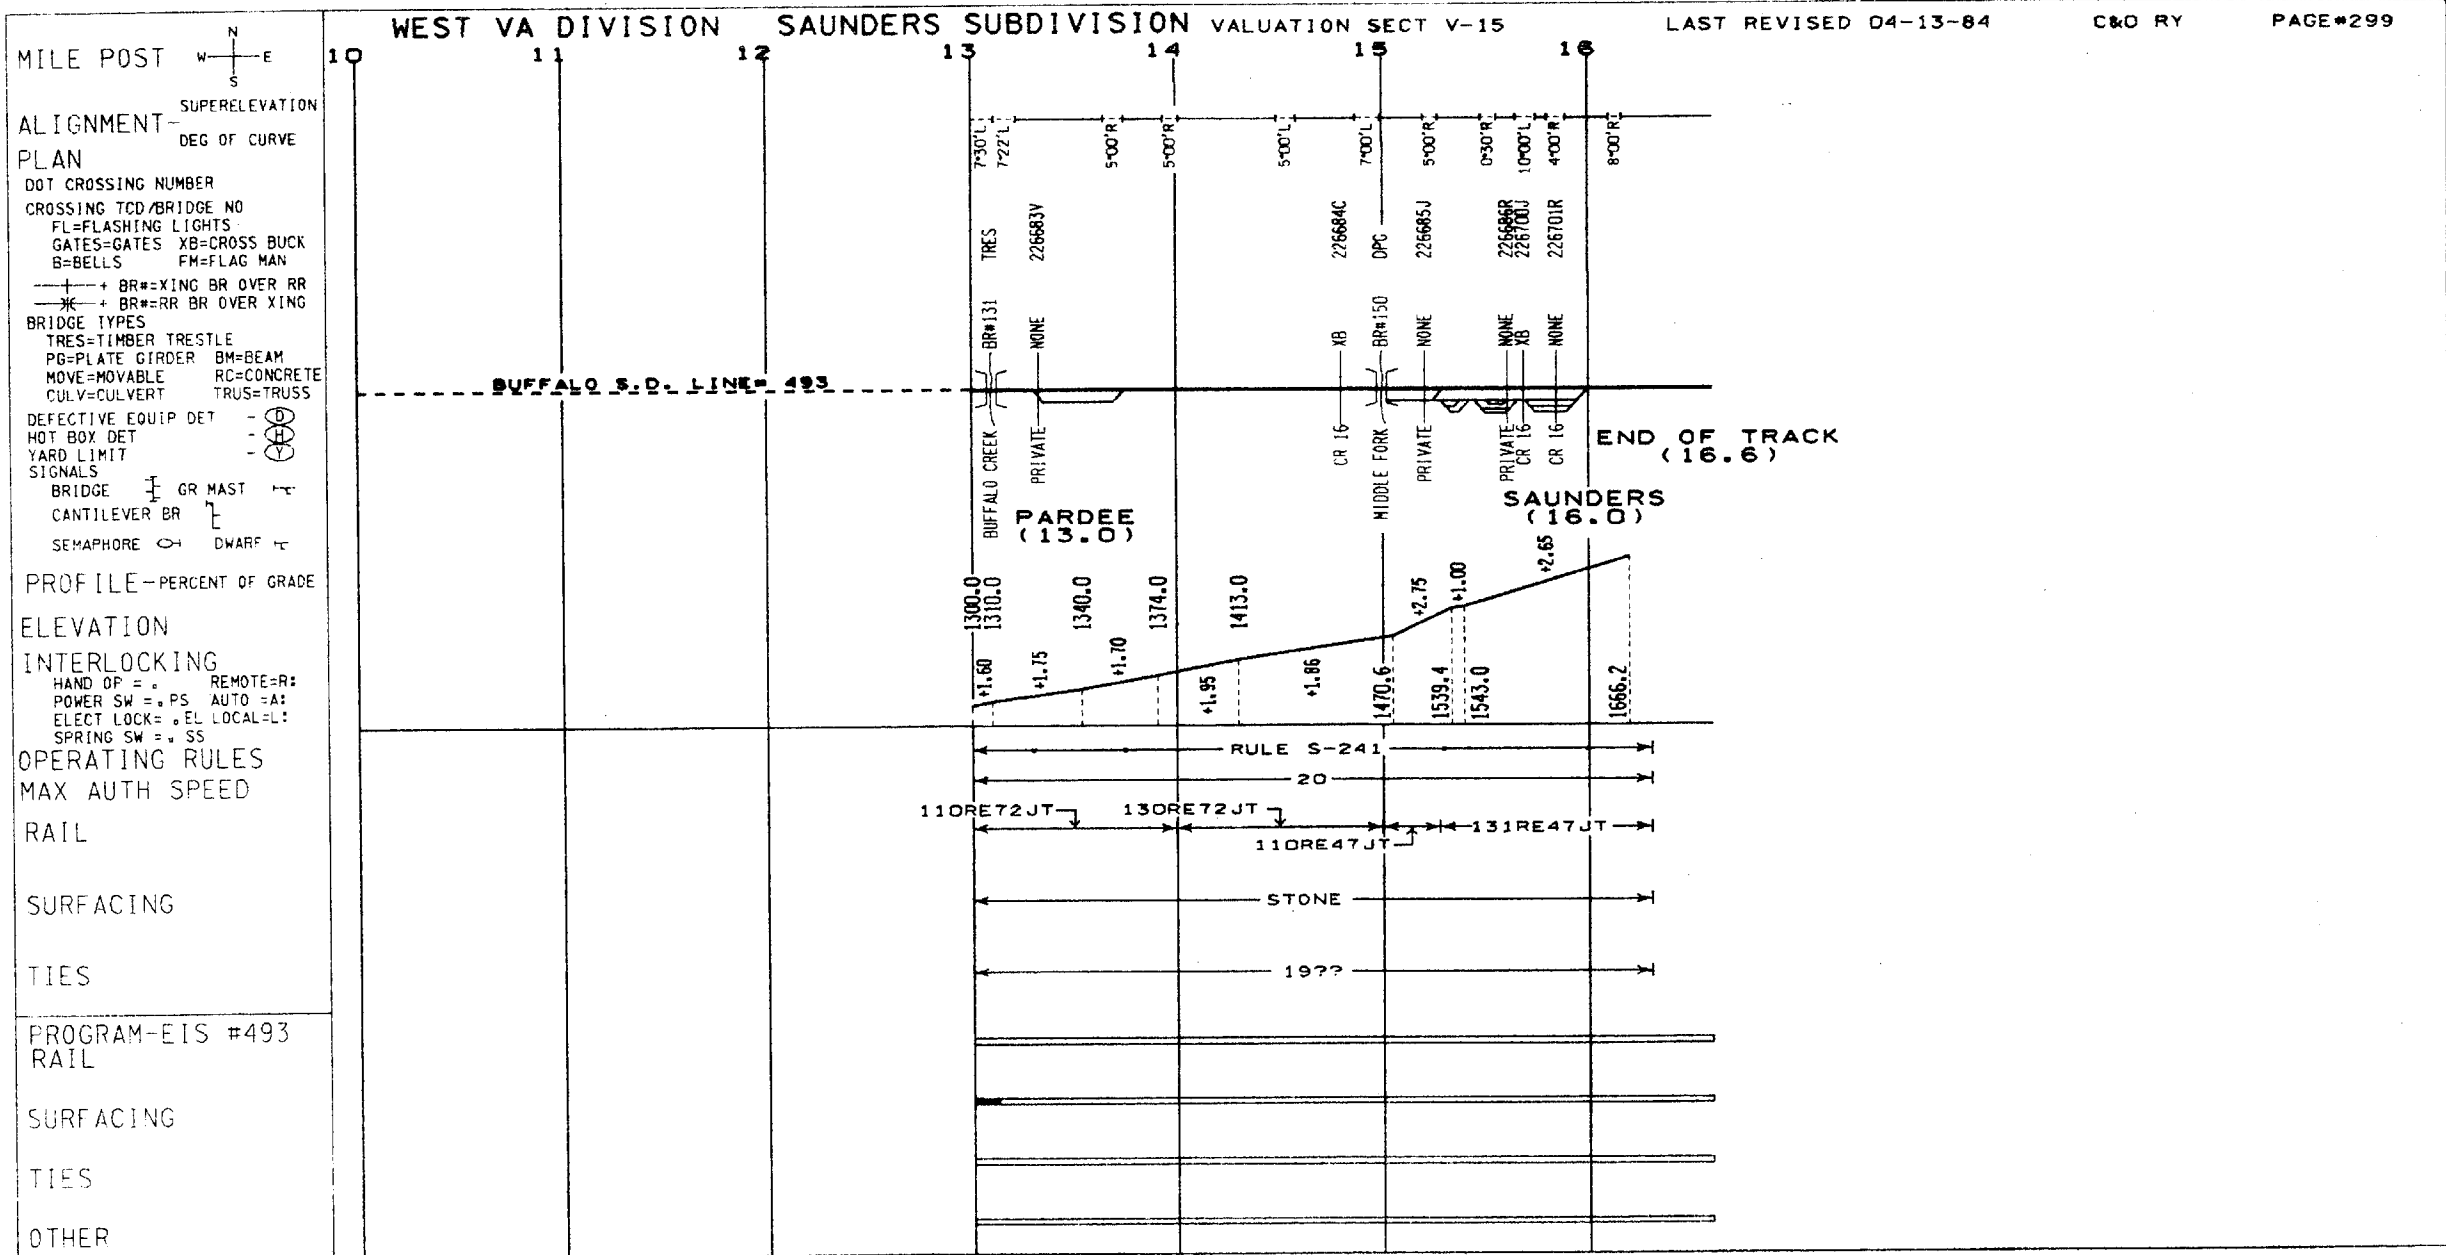 WEST VA DIVISION SAUNDERS SUBDIVISION VALUATION SECT V-15 LAST REVISED 04-13-84 C&O RY PAGE#299
MILE POST N W E S
10 11 12 13 14 15 16
ALIGNMENT- SUPERELEVATION
DEG OF CURVE
7°30'L 7°22'L 5°00'R 5°00'R 5°00'L 7°00'L 5°00'R 0°30'R 10°00'L 4°00'R 8°00'R
PLAN
DOT CROSSING NUMBER
CROSSING TCD/BRIDGE NO
FL=FLASHING LIGHTS
GATES=GATES XB=CROSS BUCK
B=BELLS FM=FLAG MAN
+ BR#=XING BR OVER RR
+ BR#=RR BR OVER XING
BRIDGE TYPES
TRES=TIMBER TRESTLE
PG=PLATE GIRDER BM=BEAM
MOVE=MOVABLE RC=CONCRETE
CULV=CULVERT TRUS=TRUSS
DEFECTIVE EQUIP DET - D
HOT BOX DET - H
YARD LIMIT - Y
SIGNALS
BRIDGE GR MAST
CANTILEVER BR
SEMAPHORE DWARF
TRES 226683V 226684C DPG 226685J 226686R 226700J 226701R
BR#131 NONE XB BR#150 NONE NONE XB NONE
BUFFALO S.D. LINE# 493
BUFFALO CREEK PRIVATE CR 16 MIDDLE FORK PRIVATE PRIVATE CR 16 CR 16
END OF TRACK
(16.6)
PARDEE
(13.0)
SAUNDERS
(16.0)
PROFILE-PERCENT OF GRADE
+1.60 +1.75 +1.70 +1.95 +1.86 +2.75 +1.00 +2.65
ELEVATION
1300.0 1310.0 1340.0 1374.0 1413.0 1470.6 1539.4 1543.0 1666.2
INTERLOCKING
HAND OP = . REMOTE=R:
POWER SW =.PS AUTO =A:
ELECT LOCK= .EL LOCAL=L:
SPRING SW =. SS
OPERATING RULES
RULE S-241
MAX AUTH SPEED
20
RAIL
110RE72JT 130RE72JT
110RE47JT 131RE47JT
SURFACING
STONE
TIES
19??
PROGRAM-EIS #493
RAIL
SURFACING
TIES
OTHER